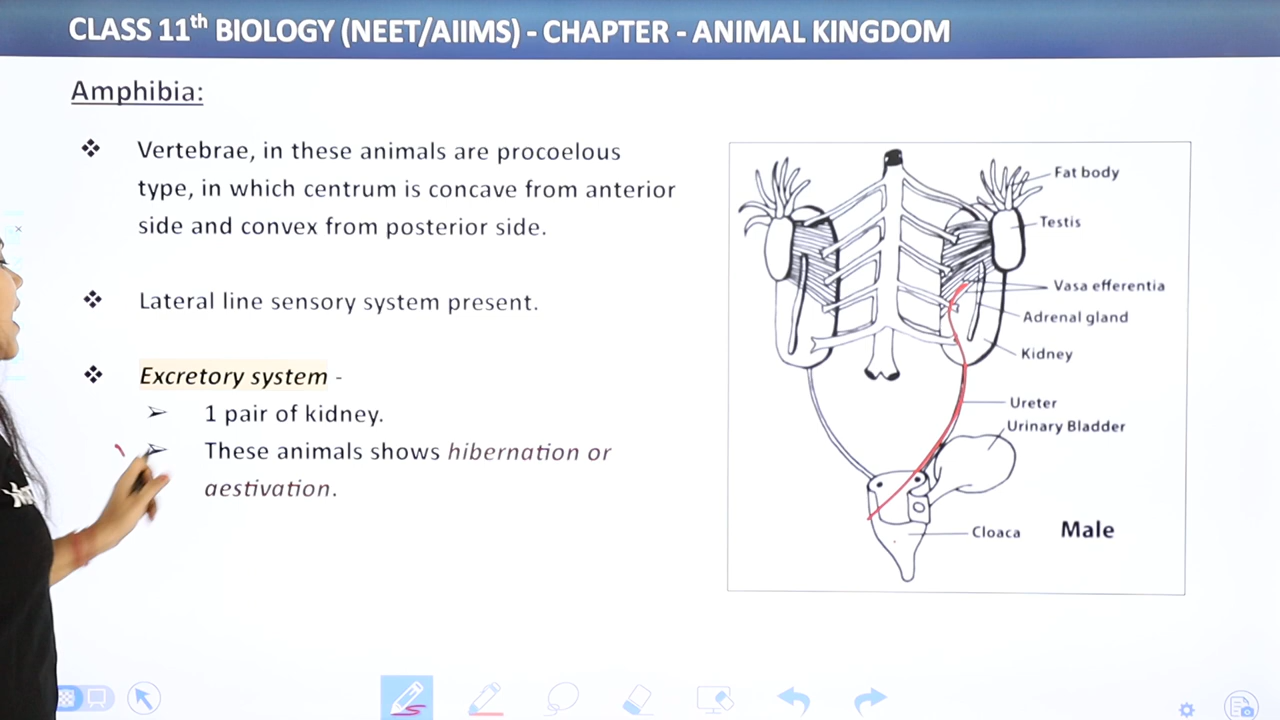 CLASS 11th BIOLOGY (NEET/AIIMS) - CHAPTER - ANIMAL KINGDOM
Amphibia:
Vertebrae, in these animals are procoelous
type, in which centrum is concave from anterior
side and convex from posterior side.
Lateral line sensory system present.
Excretory system -
1 pair of kidney.
These animals shows hibernation or
aestivation.
Fat body
Testis
Vasa efferentia
Adrenal gland
Kidney
Ureter
Urinary Bladder
Cloaca
Male